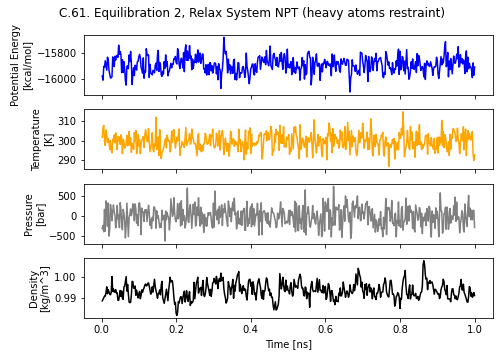 C.61. Equilibration 2, Relax System NPT (heavy atoms restraint)
Potential Energy
[kcal/mol]
−15800
−16000
Temperature
[K]
310
300
290
Pressure
[bar]
500
0
−500
Density
[kg/m^3]
1.00
0.99
0.0 0.2 0.4 0.6 0.8 1.0
Time [ns]